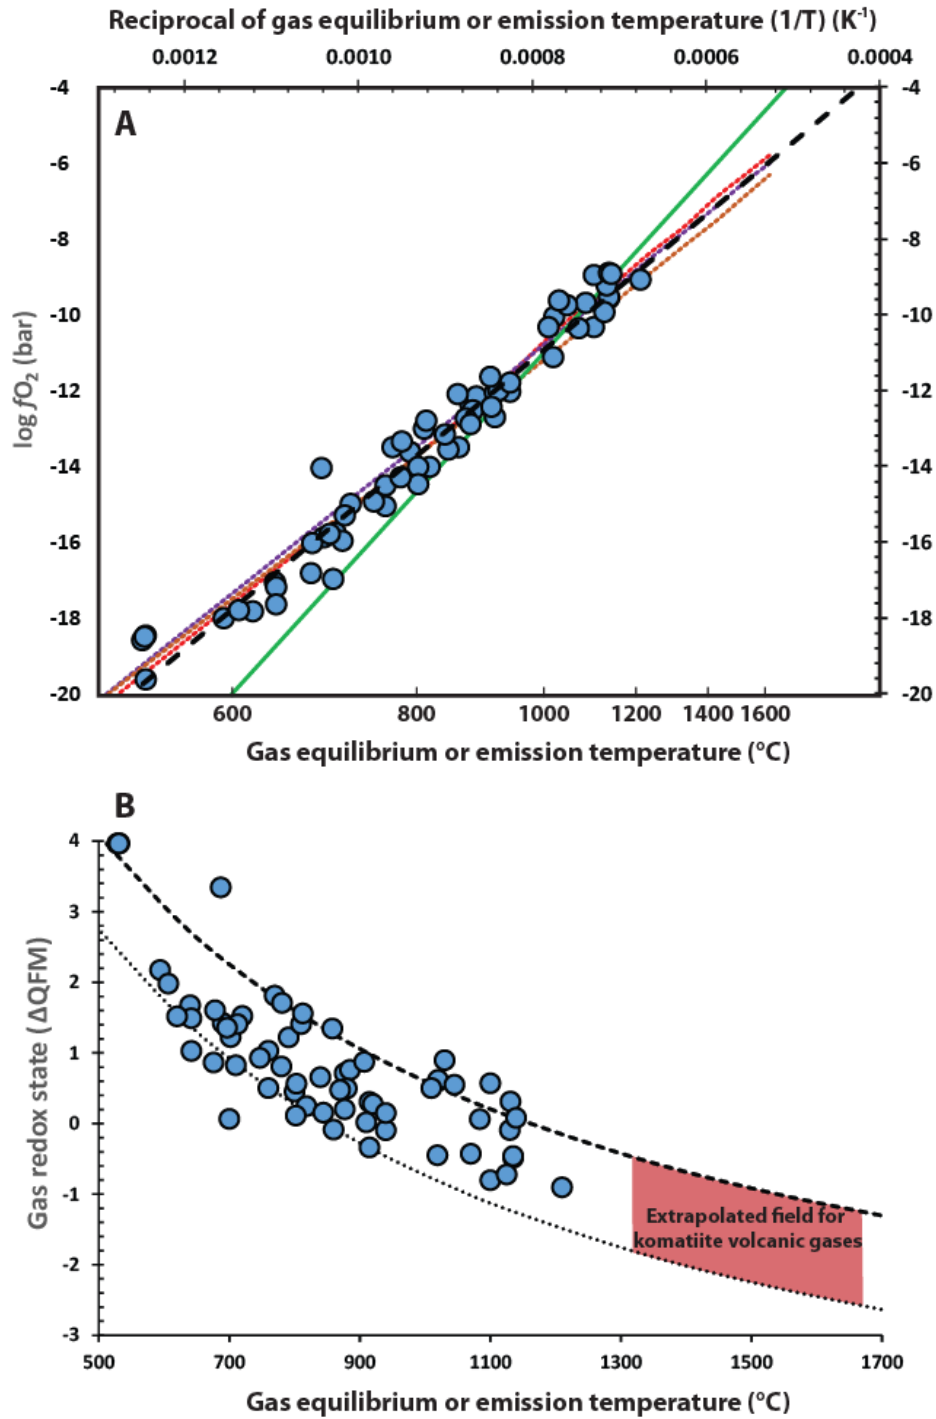 Reciprocal of gas equilibrium or emission temperature (1/T) (K⁻¹)
0.0012 0.0010 0.0008 0.0006 0.0004
A
log fO₂ (bar)
-4 -4
-6 -6
-8 -8
-10 -10
-12 -12
-14 -14
-16 -16
-18 -18
-20 -20
600 800 1000 1200 1400 1600
Gas equilibrium or emission temperature (°C)
B
Gas redox state (ΔQFM)
4
3
2
1
0
-1
-2
-3
Extrapolated field for
komatiite volcanic gases
500 700 900 1100 1300 1500 1700
Gas equilibrium or emission temperature (°C)